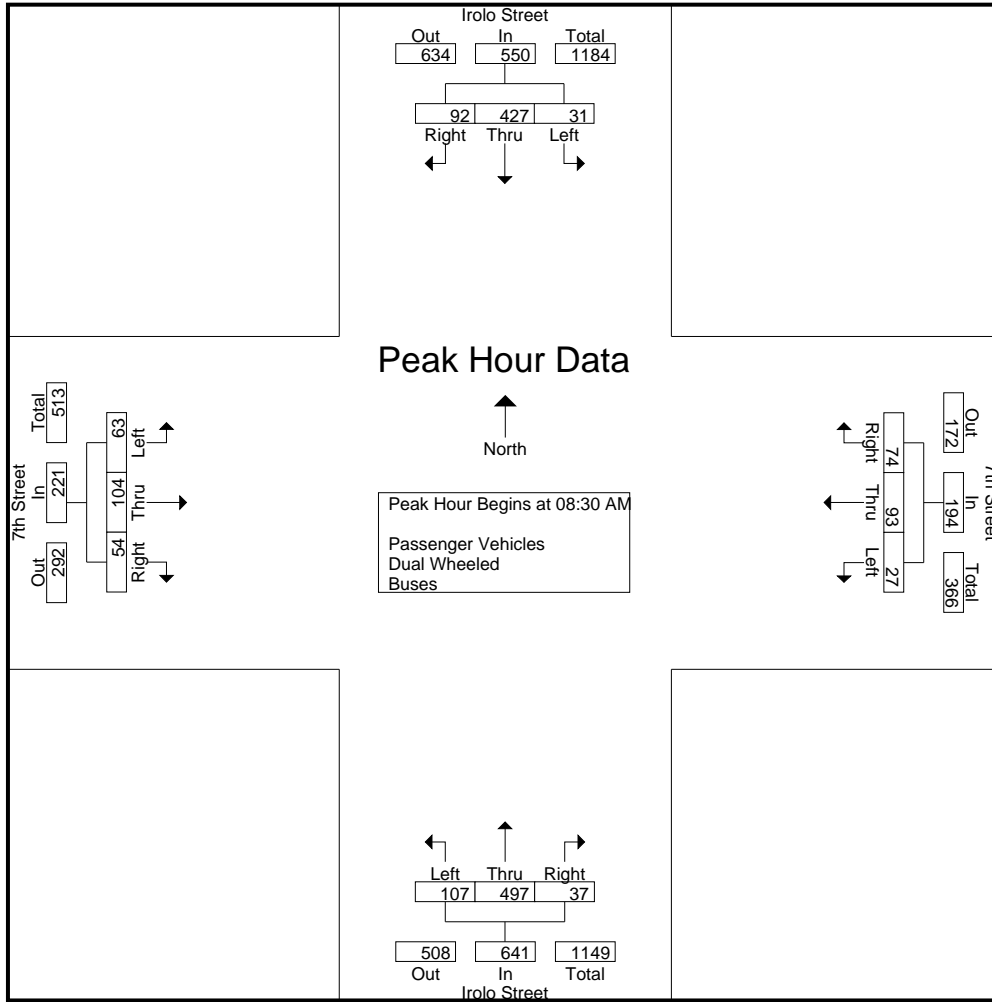 Irolo Street
Out In Total
634 550 1184
92 427 31
Right Thru Left
Peak Hour Data
North
Peak Hour Begins at 08:30 AM
Passenger Vehicles
Dual Wheeled
Buses
7th Street
Out In Total
292 221 513
Right Thru Left
54 104 63
7th Street
Out In Total
172 194 366
Right Thru Left
74 93 27
Left Thru Right
107 497 37
508 641 1149
Out In Total
Irolo Street